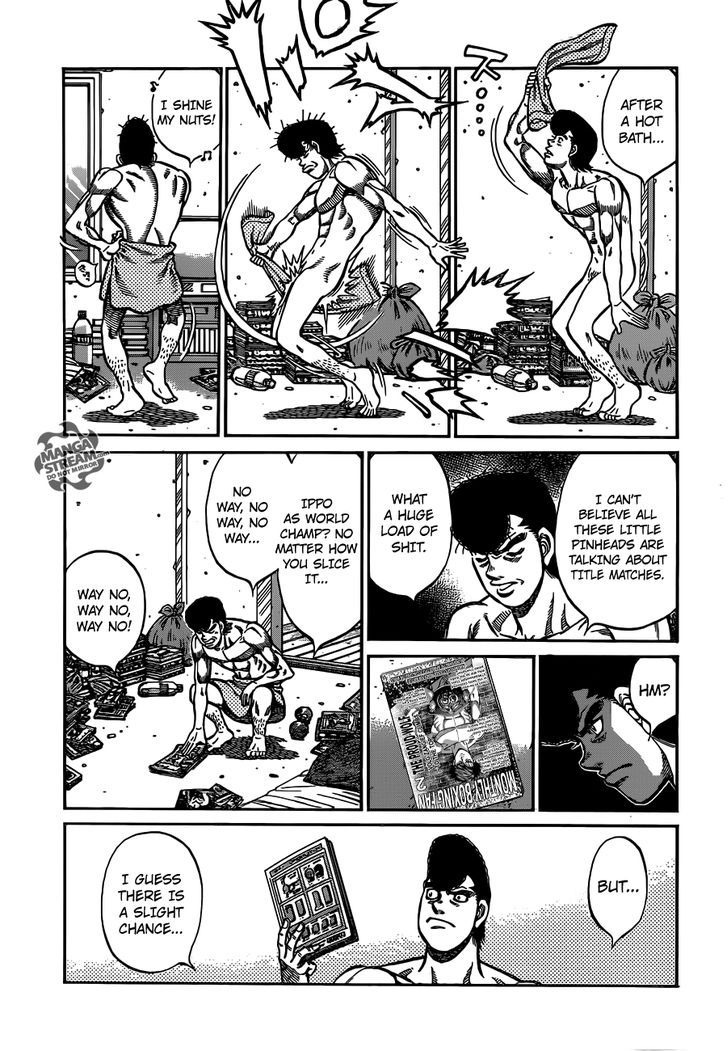 AFTER
A HOT
BATH...
I SHINE
MY NUTS!
I CAN'T
BELIEVE ALL
THESE LITTLE
PINHEADS ARE
TALKING ABOUT
TITLE MATCHES.
WHAT
A HUGE
LOAD OF
SHIT.
IPPO
AS WORLD
CHAMP? NO
MATTER HOW
YOU SLICE
IT...
NO
WAY, NO
WAY, NO
WAY...
WAY NO,
WAY NO,
WAY NO!
HM?
MONTHLY BOXING FAN
2
BUT...
I GUESS
THERE IS
A SLIGHT
CHANCE...
MANGA
STREAM.com
DO NOT MIRROR